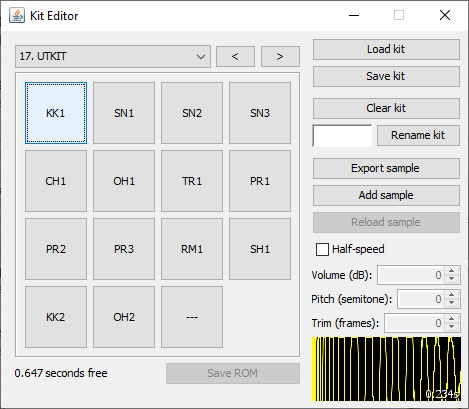 Kit Editor
17. UTKIT
<
>
Load kit
Save kit
KK1
SN1
SN2
SN3
Clear kit
Rename kit
CH1
OH1
TR1
PR1
Export sample
Add sample
Reload sample
PR2
PR3
RM1
SH1
Half-speed
Volume (dB): 0
Pitch (semitone): 0
Trim (frames): 0
KK2
OH2
---
0.647 seconds free
Save ROM
0.234s